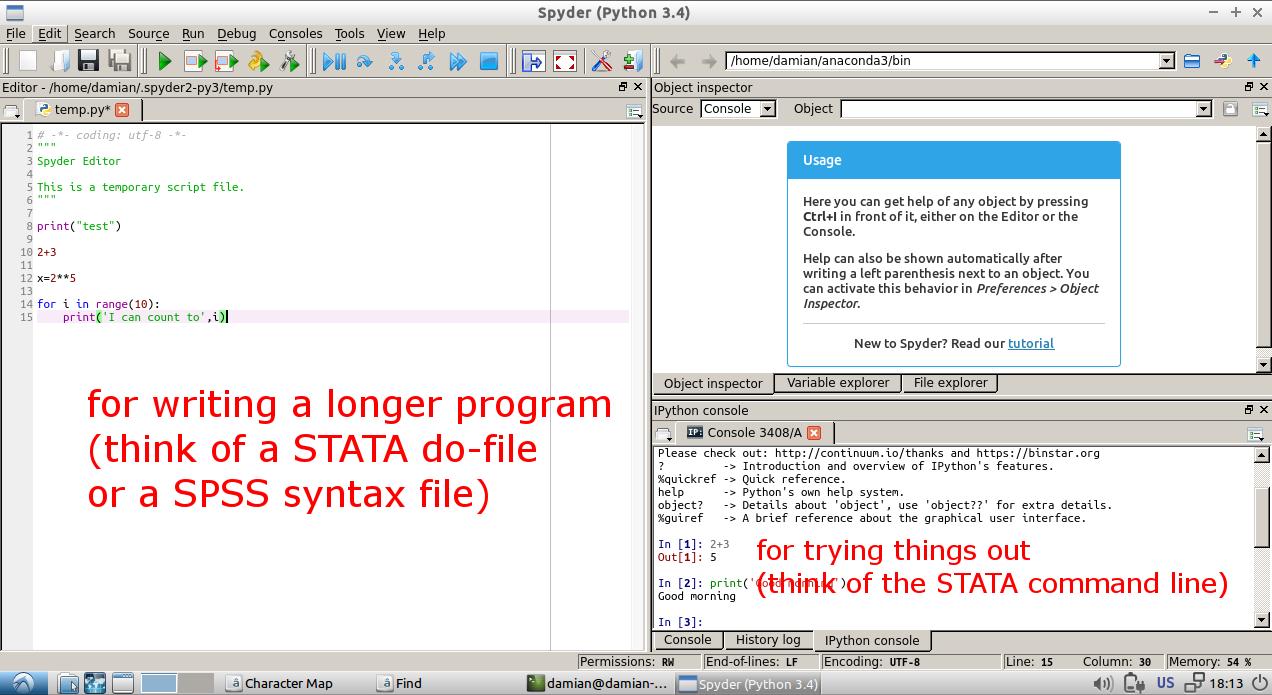 Spyder (Python 3.4)
File Edit Search Source Run Debug Consoles Tools View Help
/home/damian/anaconda3/bin
Editor - /home/damian/.spyder2-py3/temp.py
temp.py*
1 # -*- coding: utf-8 -*-
2 """
3 Spyder Editor
4
5 This is a temporary script file.
6 """
7
8 print("test")
9
10 2+3
11
12 x=2**5
13
14 for i in range(10):
15     print('I can count to',i)
for writing a longer program
(think of a STATA do-file
or a SPSS syntax file)
Object inspector
Source Console Object
Usage
Here you can get help of any object by pressing
Ctrl+I in front of it, either on the Editor or the
Console.
Help can also be shown automatically after
writing a left parenthesis next to an object. You
can activate this behavior in Preferences > Object
Inspector.
New to Spyder? Read our tutorial
Object inspector Variable explorer File explorer
IPython console
IP: Console 3408/A
Please check out: http://continuum.io/thanks and https://binstar.org
?         -> Introduction and overview of IPython's features.
%quickref -> Quick reference.
help      -> Python's own help system.
object?   -> Details about 'object', use 'object??' for extra details.
%guiref   -> A brief reference about the graphical user interface.
In [1]: 2+3
Out[1]: 5
In [2]: print('Good morning')
Good morning
In [3]:
for trying things out
(think of the STATA command line)
Console History log IPython console
Permissions: RW End-of-lines: LF Encoding: UTF-8 Line: 15 Column: 30 Memory: 54 %
Character Map Find damian@damian-... Spyder (Python 3.4) US 18:13